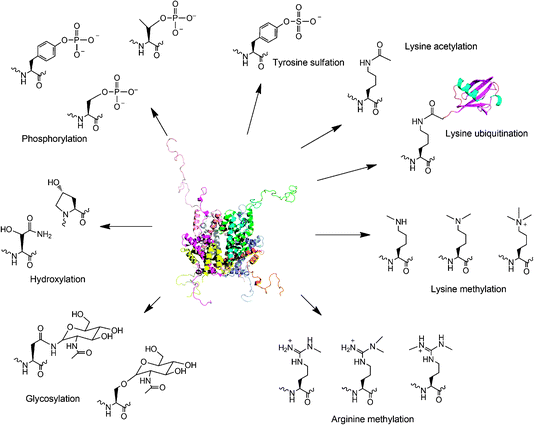 Phosphorylation
Tyrosine sulfation
Lysine acetylation
Lysine ubiquitination
Hydroxylation
Lysine methylation
Glycosylation
Arginine methylation